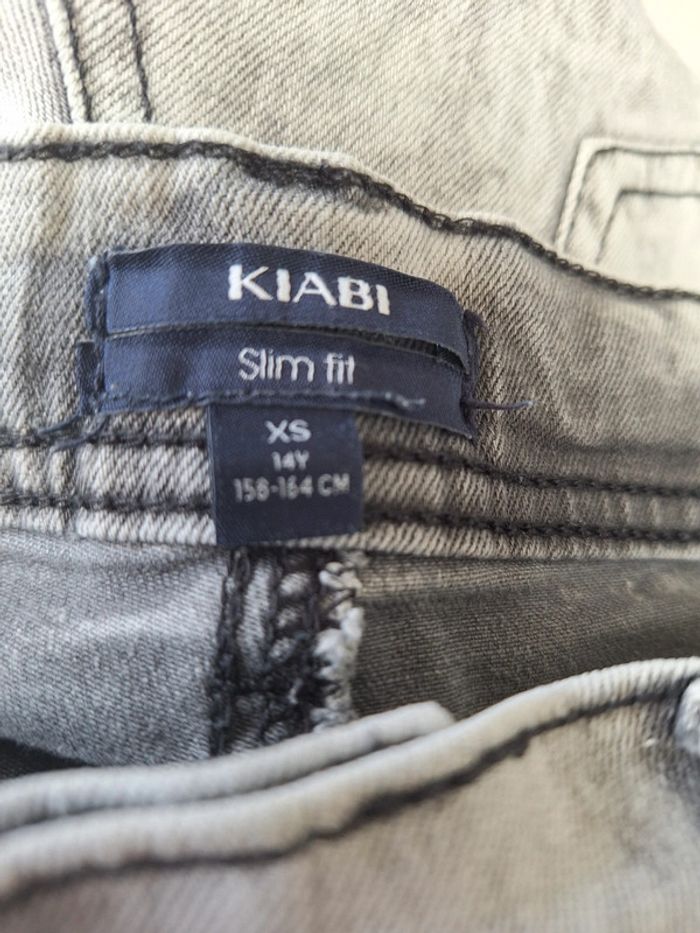 KIABI
Slim fit
XS
14Y
158-164 CM